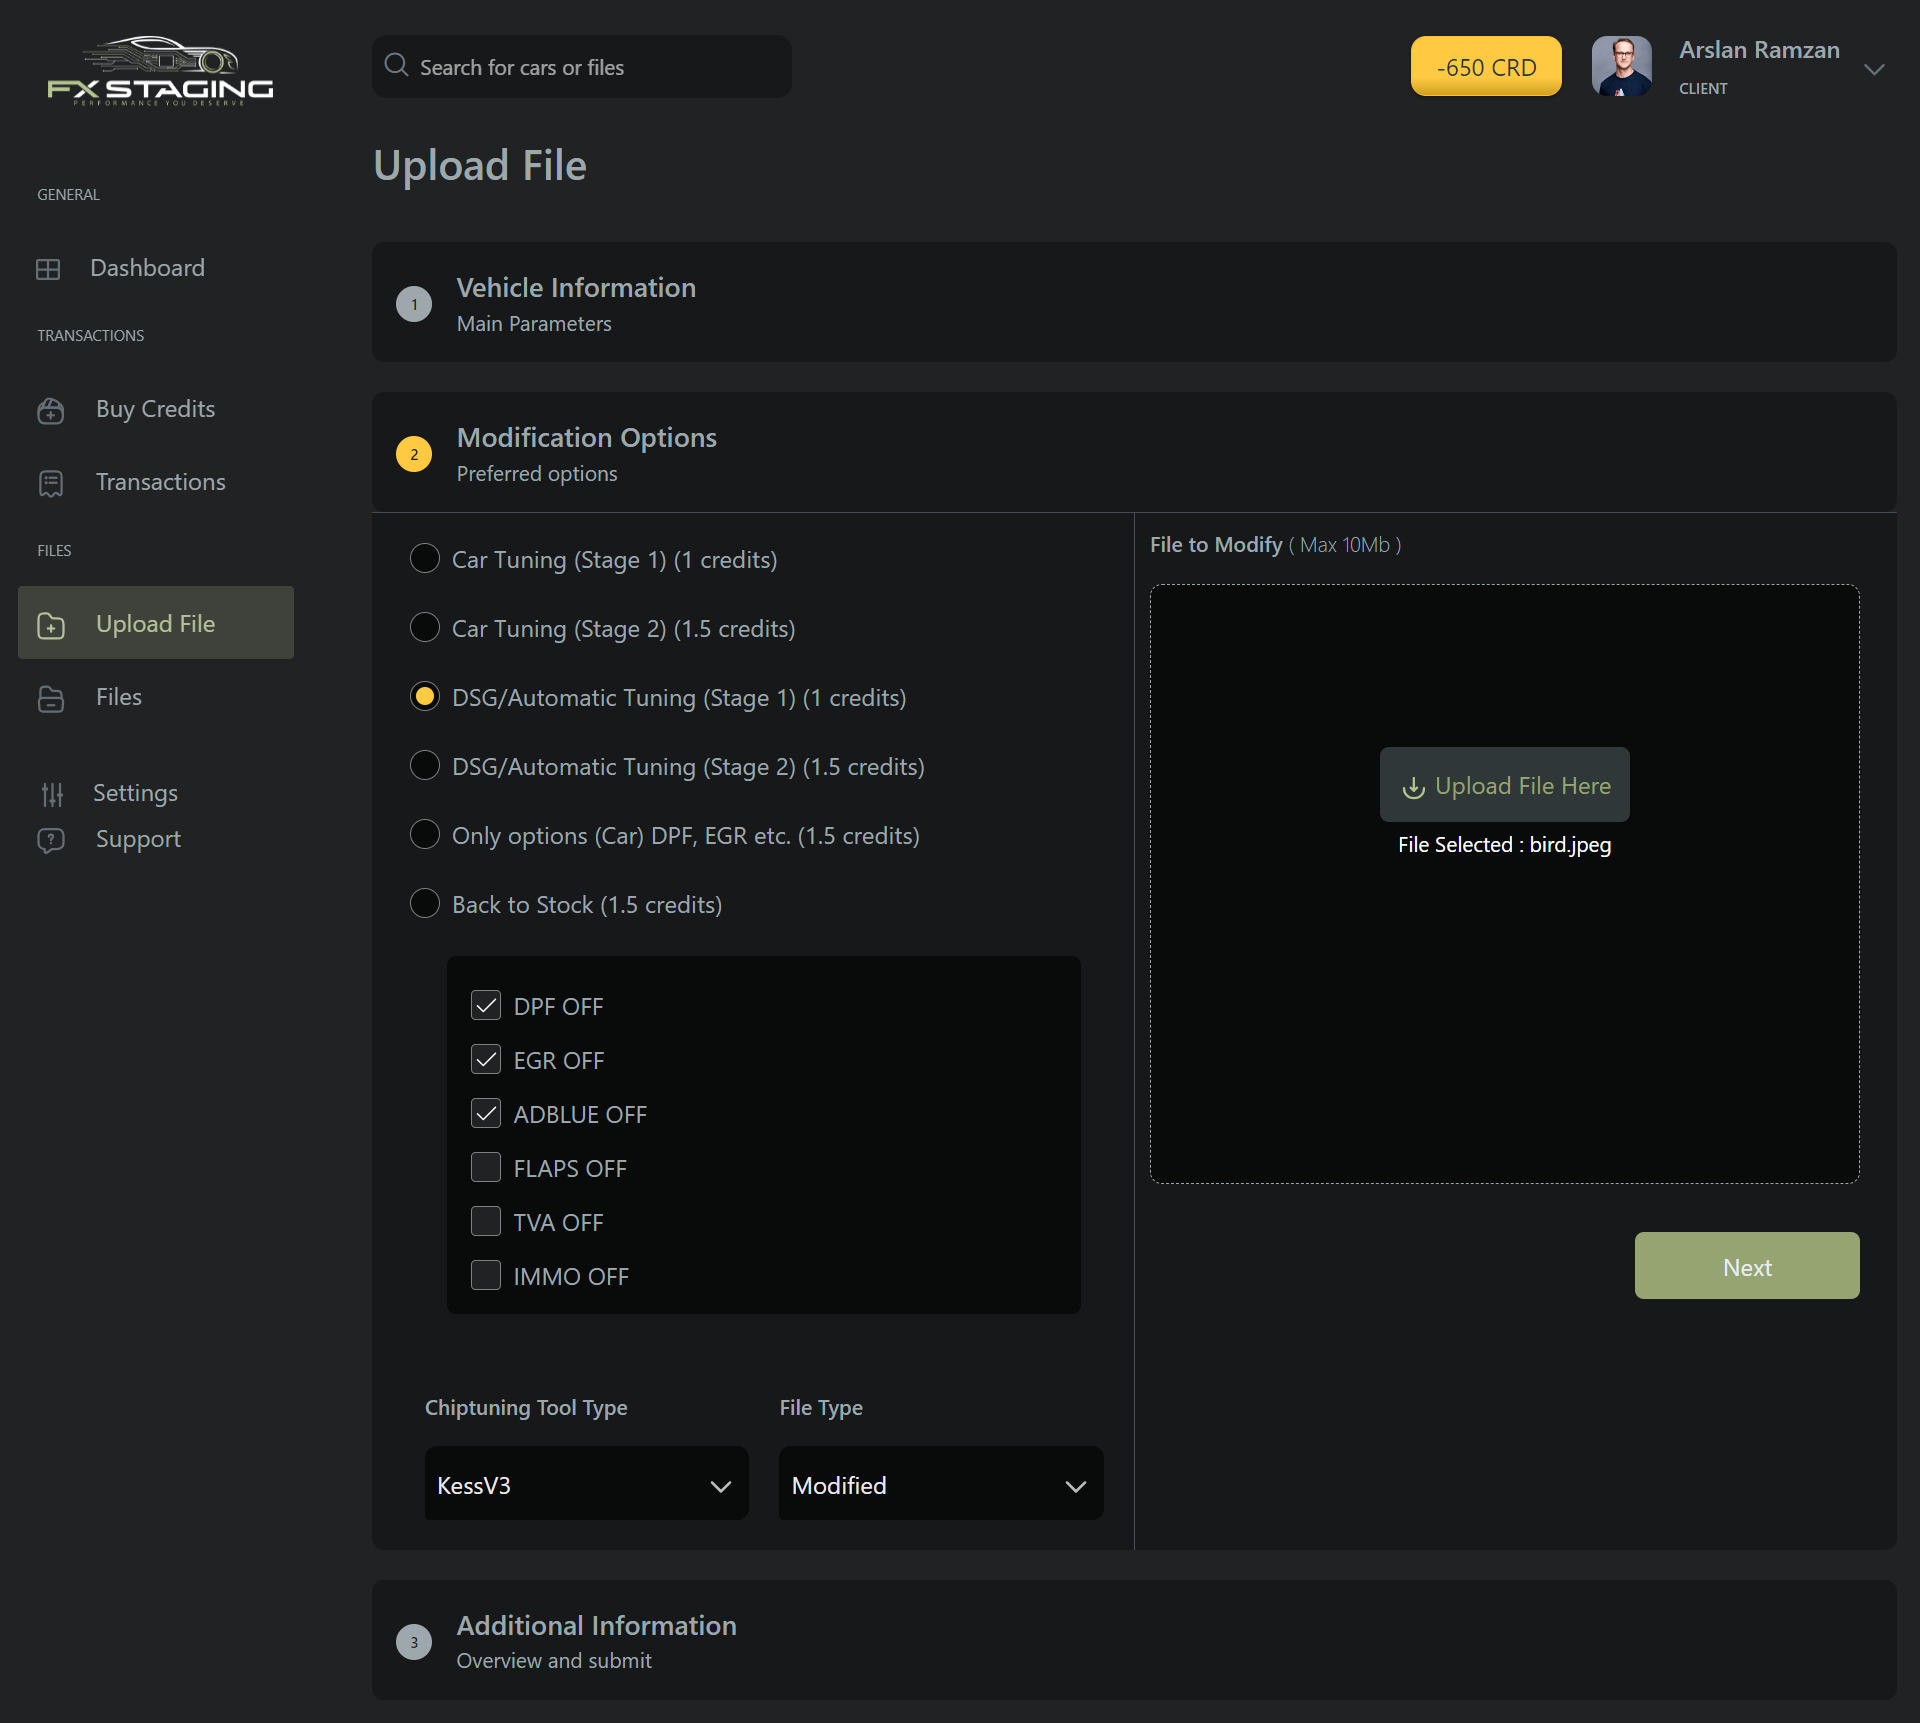 FX STAGING
PERFORMANCE YOU DESERVE
Search for cars or files
-650 CRD
Arslan Ramzan
CLIENT
Upload File
GENERAL
Dashboard
TRANSACTIONS
Buy Credits
Transactions
FILES
Upload File
Files
Settings
Support
1
Vehicle Information
Main Parameters
2
Modification Options
Preferred options
Car Tuning (Stage 1) (1 credits)
Car Tuning (Stage 2) (1.5 credits)
DSG/Automatic Tuning (Stage 1) (1 credits)
DSG/Automatic Tuning (Stage 2) (1.5 credits)
Only options (Car) DPF, EGR etc. (1.5 credits)
Back to Stock (1.5 credits)
DPF OFF
EGR OFF
ADBLUE OFF
FLAPS OFF
TVA OFF
IMMO OFF
Chiptuning Tool Type
KessV3
File Type
Modified
File to Modify ( Max 10Mb )
Upload File Here
File Selected : bird.jpeg
Next
3
Additional Information
Overview and submit